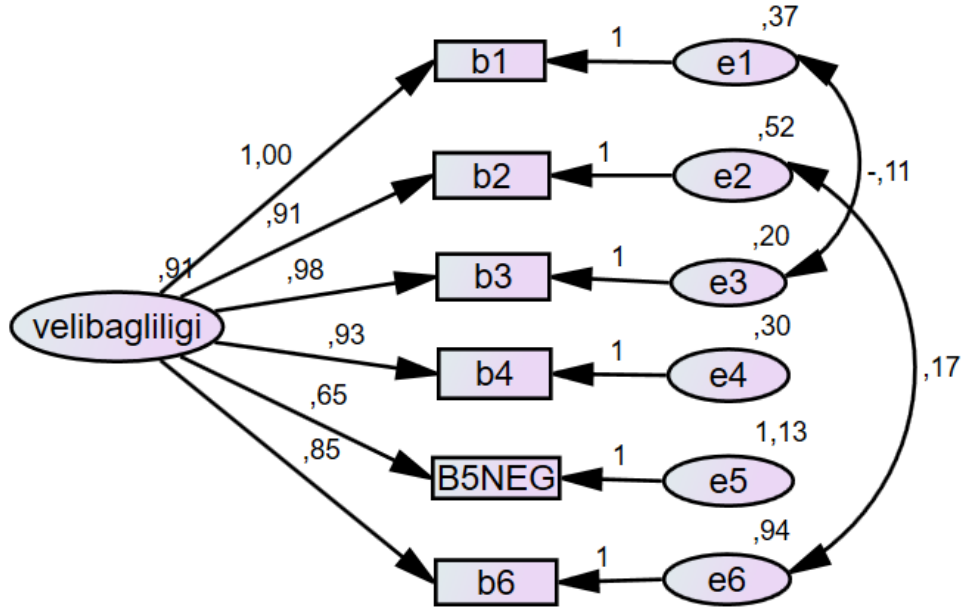 ,37
b1
1
e1
1,00
,52
b2
1
e2
-,11
,91
,20
,91
,98
b3
1
e3
velibagliligi
,30
,93
b4
1
e4
,17
,65
1,13
,85
B5NEG
1
e5
,94
b6
1
e6